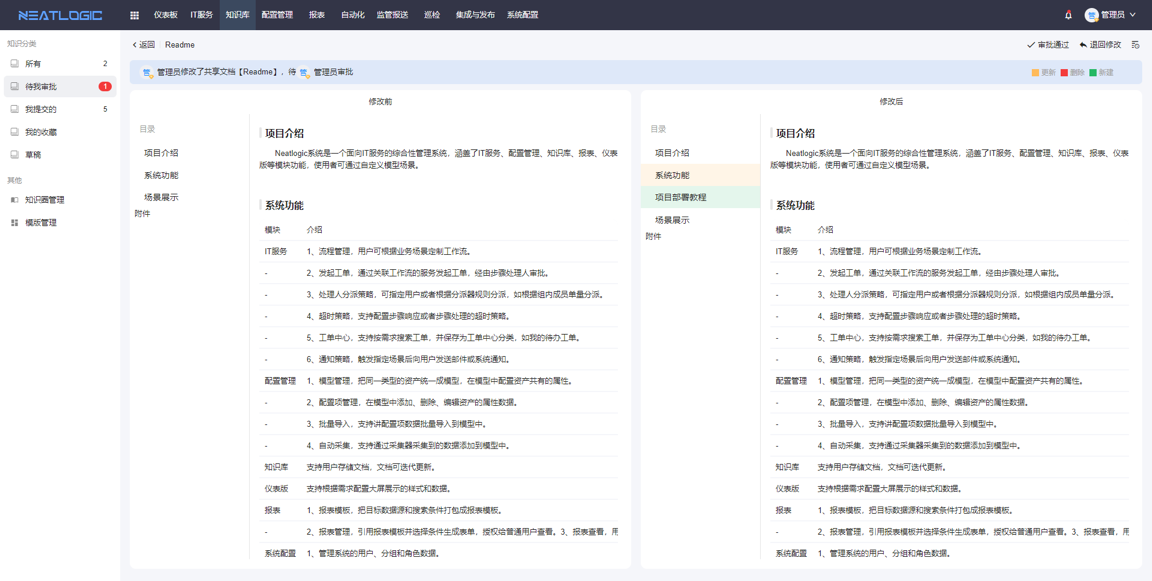 NEATLOGIC 仪表板 IT服务 知识库 配置管理 报表 自动化 监管报送 巡检 集成与发布 系统配置 管理员
知识分类
所有 2
待我审批 1
我提交的 5
我的收藏
草稿
其他
知识圈管理
模版管理
返回 Readme 审批通过 退回修改
管理员修改了共享文档【Readme】，待 管理员审批 更新 删除 新建
修改前
目录
项目介绍
系统功能
场景展示
附件
项目介绍
Neatlogic系统是一个面向IT服务的综合性管理系统，涵盖了IT服务、配置管理、知识库、报表、仪表
版等模块功能，使用者可通过自定义模型场景。
系统功能
模块 介绍
IT服务 1、流程管理，用户可根据业务场景定制工作流。
- 2、发起工单，通过关联工作流的服务发起工单，经由步骤处理人审批。
- 3、处理人分派策略，可指定用户或者根据分派器规则分派，如根据组内成员单量分派。
- 4、超时策略，支持配置步骤响应或者步骤处理的超时策略。
- 5、工单中心，支持按需求搜索工单，并保存为工单中心分类，如我的待办工单。
- 6、通知策略，触发指定场景后向用户发送邮件或系统通知。
配置管理 1、模型管理，把同一类型的资产统一成模型，在模型中配置资产共有的属性。
- 2、配置项管理，在模型中添加、删除、编辑资产的属性数据。
- 3、批量导入，支持讲配置项数据批量导入到模型中。
- 4、自动采集，支持通过采集器采集到的数据添加到模型中。
知识库 支持用户存储文档，文档可迭代更新。
仪表版 支持根据需求配置大屏展示的样式和数据。
报表 1、报表模板，把目标数据源和搜索条件打包成报表模板。
- 2、报表管理，引用报表模板并选择条件生成表单，授权给普通用户查看。3、报表查看，用
系统配置 1、管理系统的用户、分组和角色数据。
修改后
目录
项目介绍
系统功能
项目部署教程
场景展示
附件
项目介绍
Neatlogic系统是一个面向IT服务的综合性管理系统，涵盖了IT服务、配置管理、知识库、报表、仪表
版等模块功能，使用者可通过自定义模型场景。
系统功能
模块 介绍
IT服务 1、流程管理，用户可根据业务场景定制工作流。
- 2、发起工单，通过关联工作流的服务发起工单，经由步骤处理人审批。
- 3、处理人分派策略，可指定用户或者根据分派器规则分派，如根据组内成员单量分派。
- 4、超时策略，支持配置步骤响应或者步骤处理的超时策略。
- 5、工单中心，支持按需求搜索工单，并保存为工单中心分类，如我的待办工单。
- 6、通知策略，触发指定场景后向用户发送邮件或系统通知。
配置管理 1、模型管理，把同一类型的资产统一成模型，在模型中配置资产共有的属性。
- 2、配置项管理，在模型中添加、删除、编辑资产的属性数据。
- 3、批量导入，支持讲配置项数据批量导入到模型中。
- 4、自动采集，支持通过采集器采集到的数据添加到模型中。
知识库 支持用户存储文档，文档可迭代更新。
仪表版 支持根据需求配置大屏展示的样式和数据。
报表 1、报表模板，把目标数据源和搜索条件打包成报表模板。
- 2、报表管理，引用报表模板并选择条件生成表单，授权给普通用户查看。3、报表查看，用
系统配置 1、管理系统的用户、分组和角色数据。